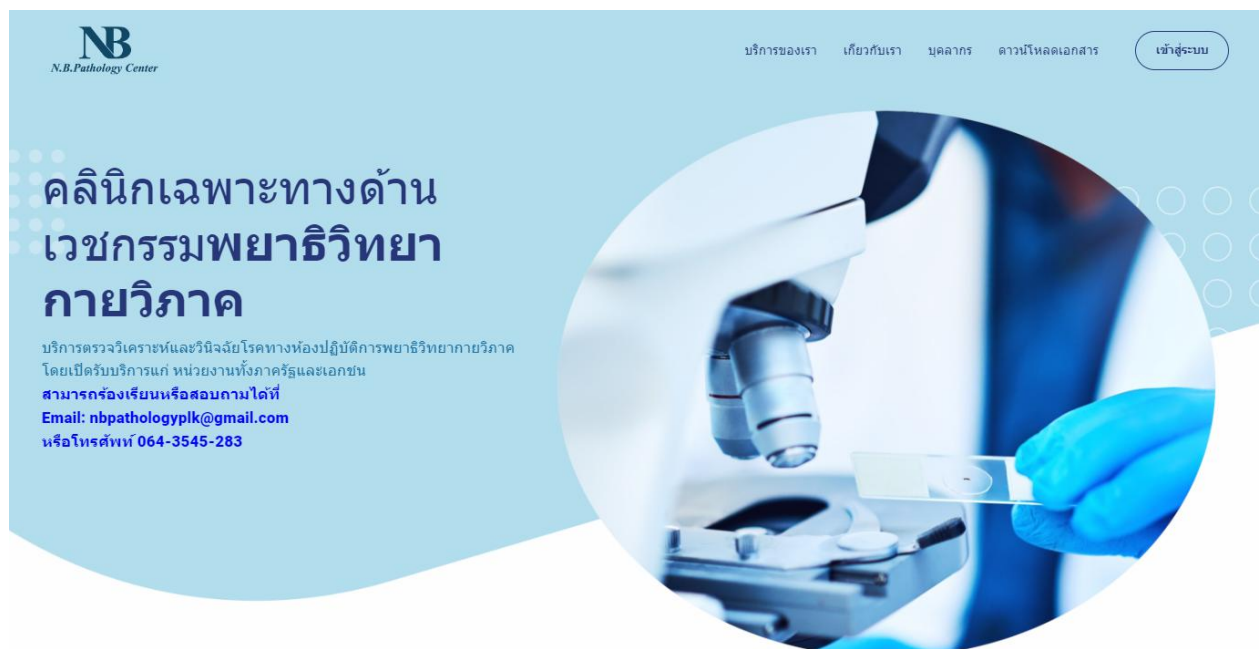 NB
N.B.Pathology Center
บริการของเรา เกี่ยวกับเรา บุคลากร ดาวน์โหลดเอกสาร เข้าสู่ระบบ
คลินิกเฉพาะทางด้าน
เวชกรรมพยาธิวิทยา
กายวิภาค
บริการตรวจวิเคราะห์และวินิจฉัยโรคทางห้องปฏิบัติการพยาธิวิทยากายวิภาค
โดยเปิดรับบริการแก่ หน่วยงานทั้งภาครัฐและเอกชน
สามารถร้องเรียนหรือสอบถามได้ที่
Email: nbpathologyplk@gmail.com
หรือโทรศัพท์ 064-3545-283